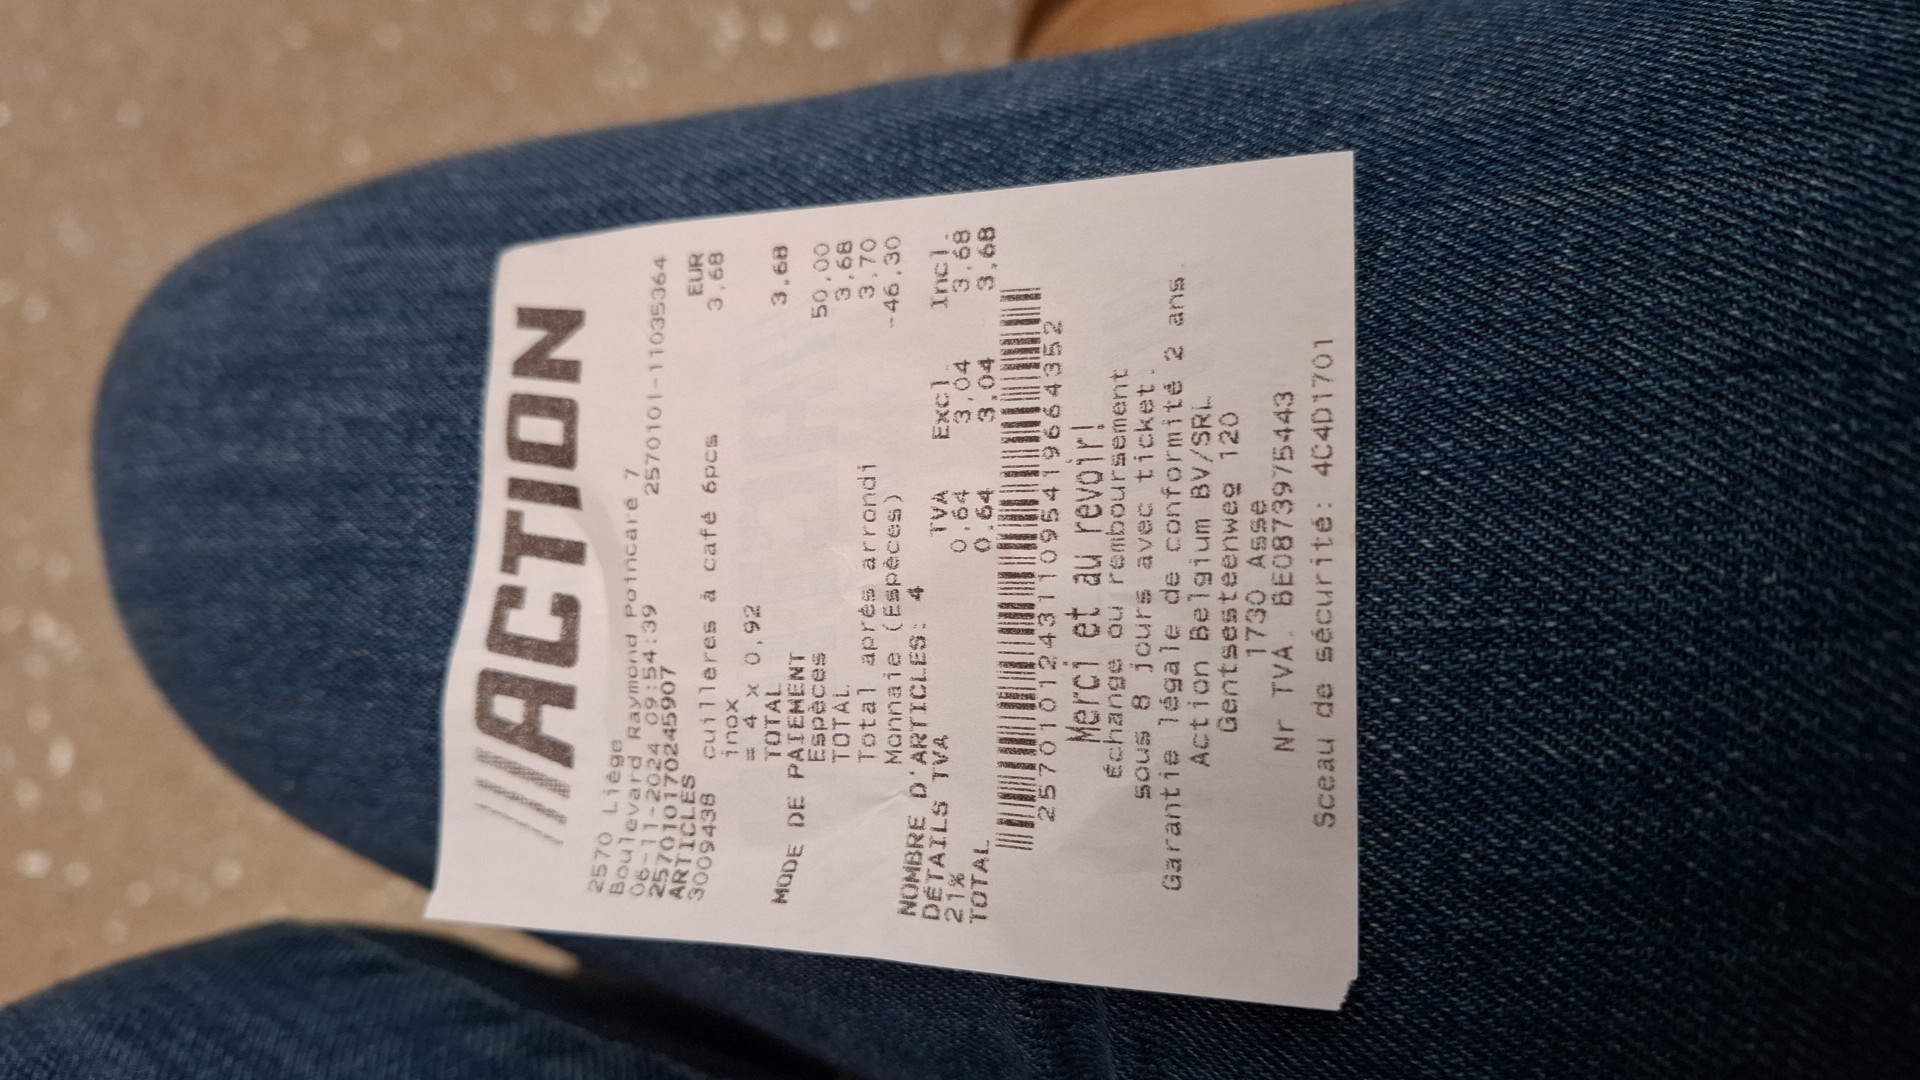 ACTION
2570 Liège
Boulevard Raymond Poincaré 7
06-11-2024 09:54:39 2570101-11035364
2570101170245907
ARTICLES EUR
3009438 cuillères à café 6pcs 3,68
inox
= 4 x 0,92
TOTAL 3,68
MODE DE PAIEMENT
Espèces 50,00
TOTAL 3,68
Total après arrondi 3,70
Monnaie (Espèces) -46,30
NOMBRE D'ARTICLES: 4
DÉTAILS TVA TVA Excl. Incl.
21% 0,64 3,04 3,68
TOTAL 0,64 3,04 3,68
257010124311095419664352
Merci et au revoir!
Échange ou remboursement
sous 8 jours avec ticket.
Garantie légale de conformité 2 ans.
Action Belgium BV/SRL
Gentsesteenweg 120
1730 Asse
Nr TVA. BE0873975443
Sceau de sécurité: 4C4D1701